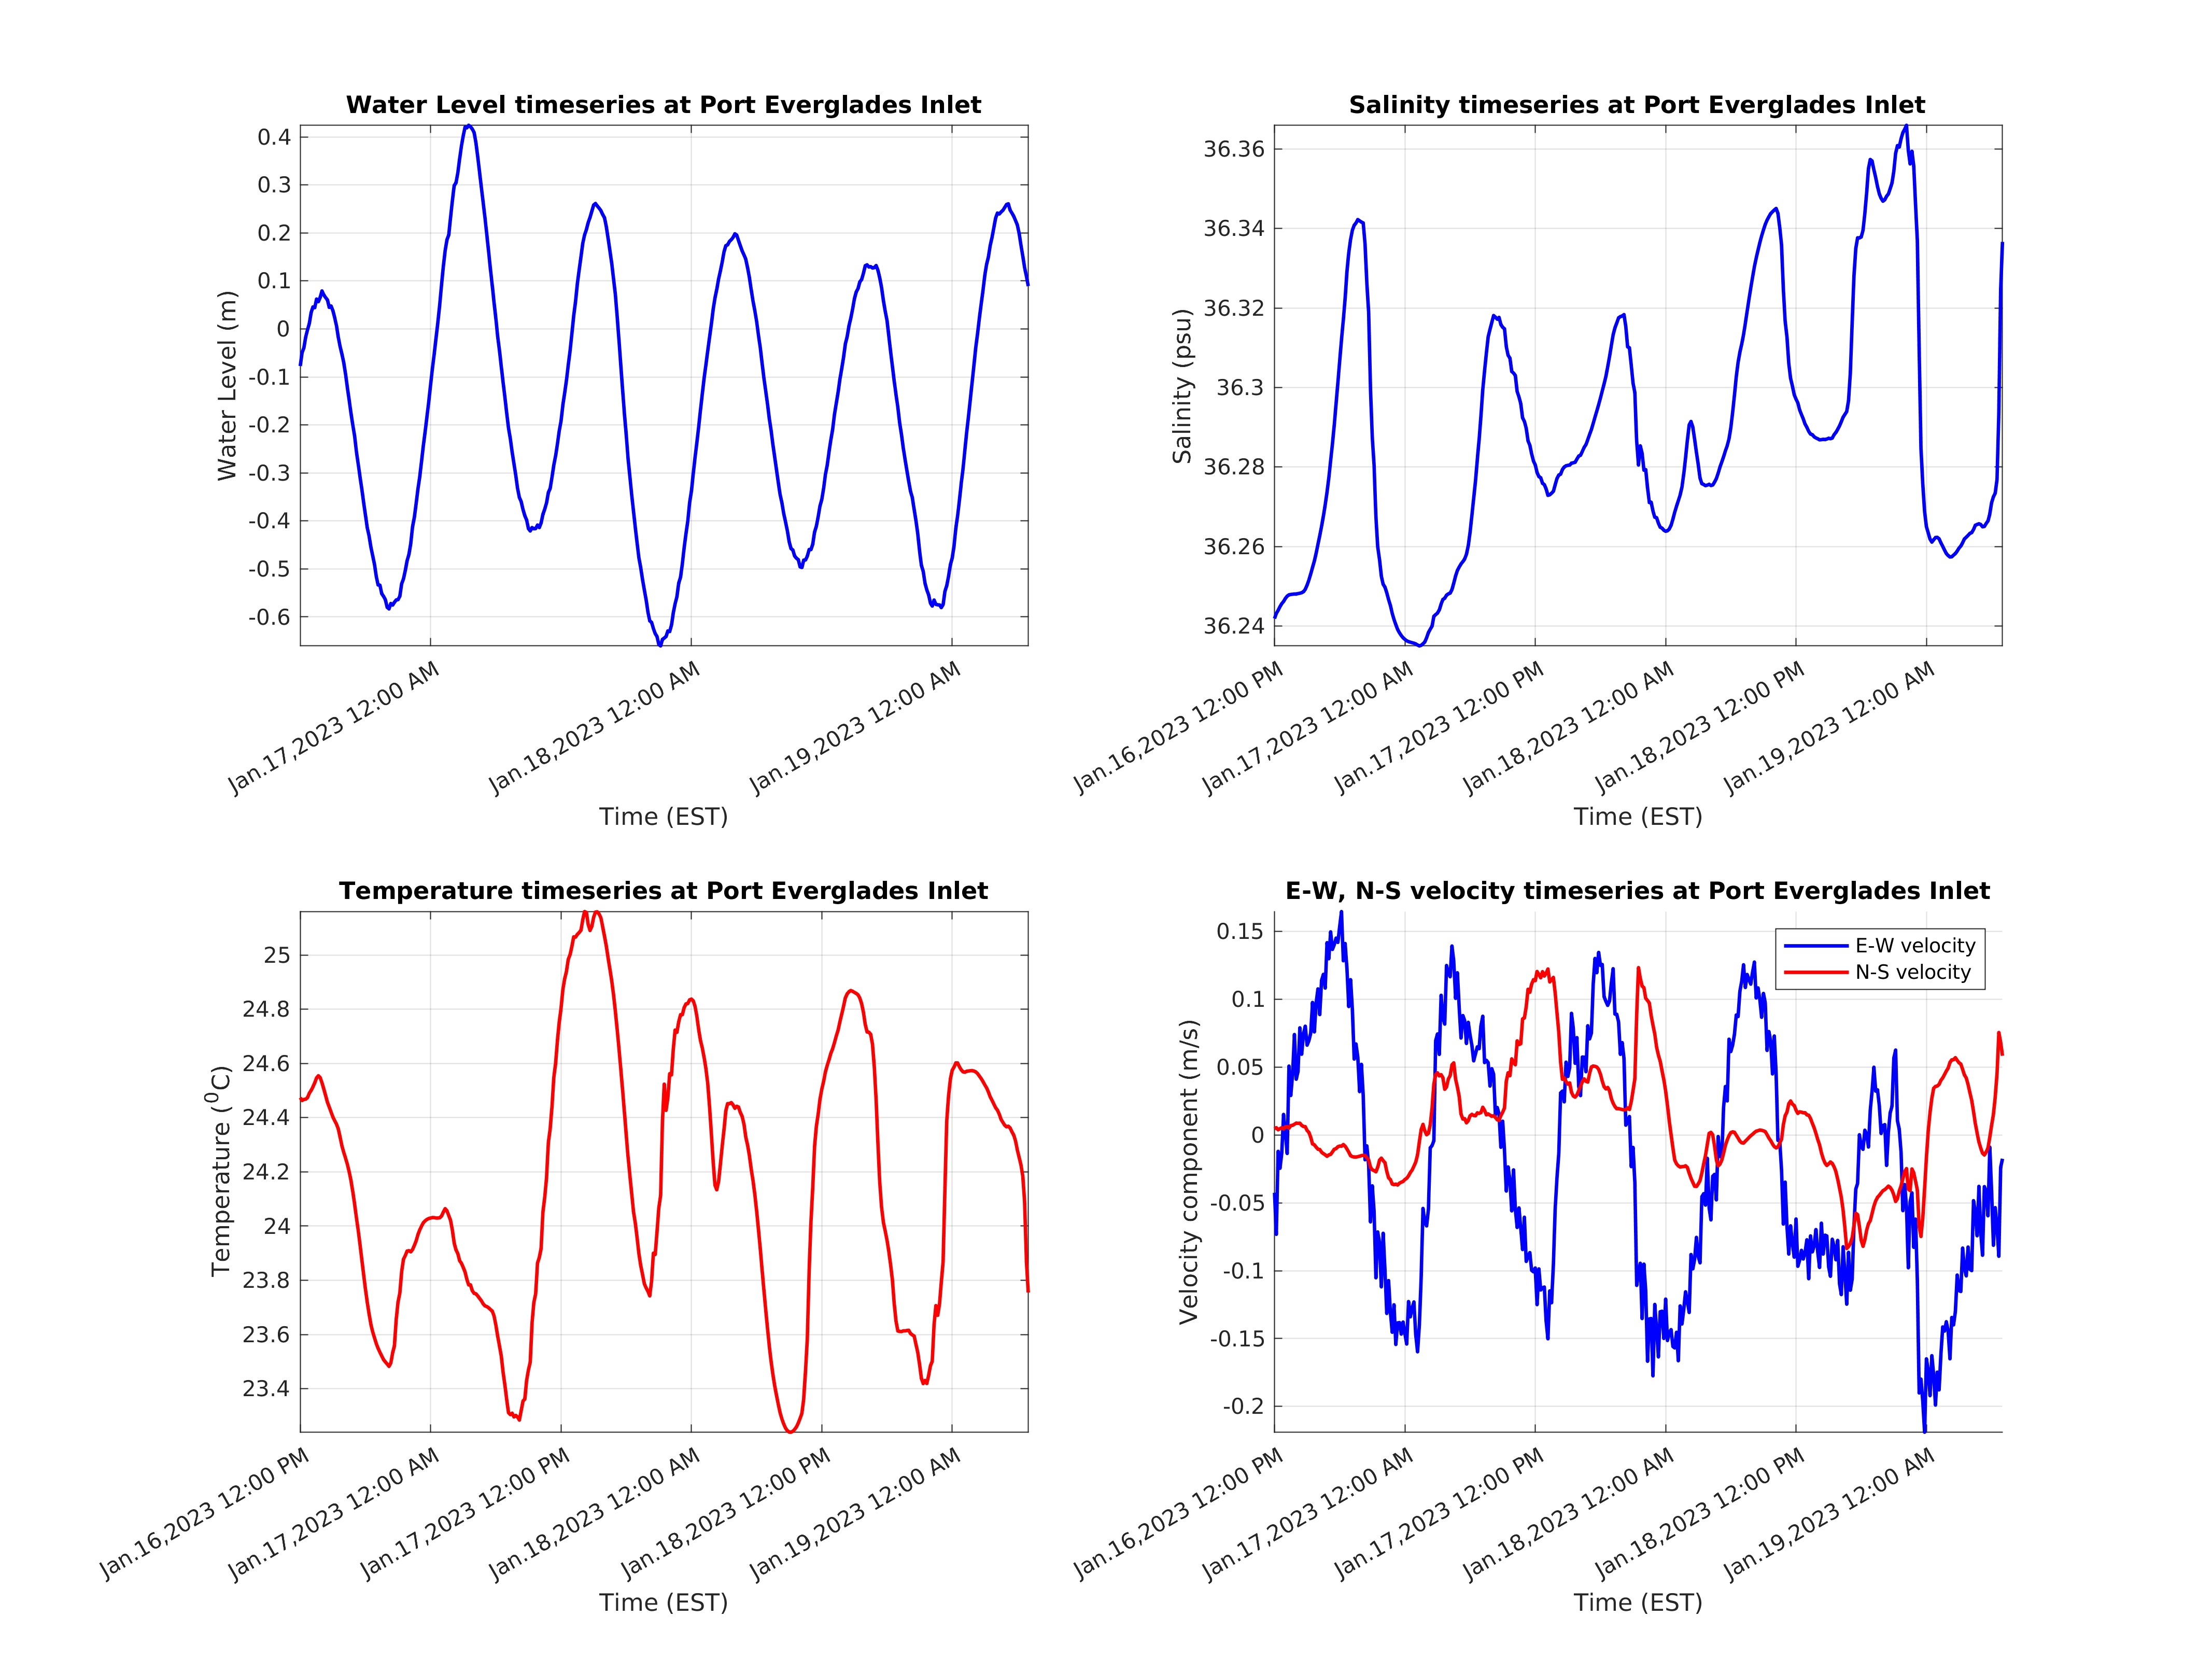 Water Level timeseries at Port Everglades Inlet
0.4
0.3
0.2
0.1
0
-0.1
-0.2
-0.3
-0.4
-0.5
-0.6
Water Level (m)
Jan.17,2023 12:00 AM
Jan.18,2023 12:00 AM
Jan.19,2023 12:00 AM
Time (EST)
Salinity timeseries at Port Everglades Inlet
36.36
36.34
36.32
36.3
36.28
36.26
36.24
Salinity (psu)
Jan.16,2023 12:00 PM
Jan.17,2023 12:00 AM
Jan.17,2023 12:00 PM
Jan.18,2023 12:00 AM
Jan.18,2023 12:00 PM
Jan.19,2023 12:00 AM
Time (EST)
Temperature timeseries at Port Everglades Inlet
25
24.8
24.6
24.4
24.2
24
23.8
23.6
23.4
Temperature (⁰C)
Jan.16,2023 12:00 PM
Jan.17,2023 12:00 AM
Jan.17,2023 12:00 PM
Jan.18,2023 12:00 AM
Jan.18,2023 12:00 PM
Jan.19,2023 12:00 AM
Time (EST)
E-W, N-S velocity timeseries at Port Everglades Inlet
E-W velocity
N-S velocity
0.15
0.1
0.05
0
-0.05
-0.1
-0.15
-0.2
Velocity component (m/s)
Jan.16,2023 12:00 PM
Jan.17,2023 12:00 AM
Jan.17,2023 12:00 PM
Jan.18,2023 12:00 AM
Jan.18,2023 12:00 PM
Jan.19,2023 12:00 AM
Time (EST)